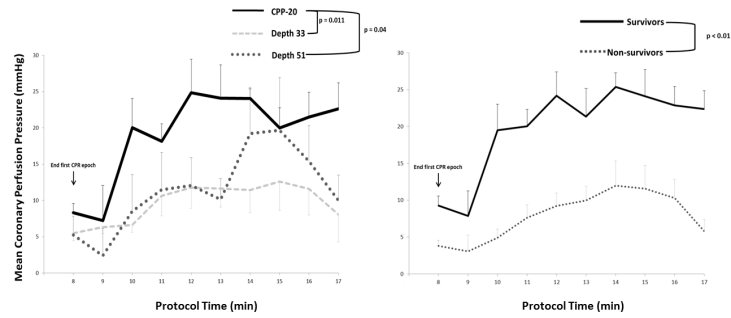 CPP-20
p = 0.011
Depth 33
p = 0.04
Depth 51
Mean Coronary Perfusion Pressure (mmHg)
30
25
20
15
10
5
0
End first CPR epoch
8 9 10 11 12 13 14 15 16 17
Protocol Time (min)
Survivors
p < 0.01
Non-survivors
30
25
20
15
10
5
0
End first CPR epoch
8 9 10 11 12 13 14 15 16 17
Protocol Time (min)